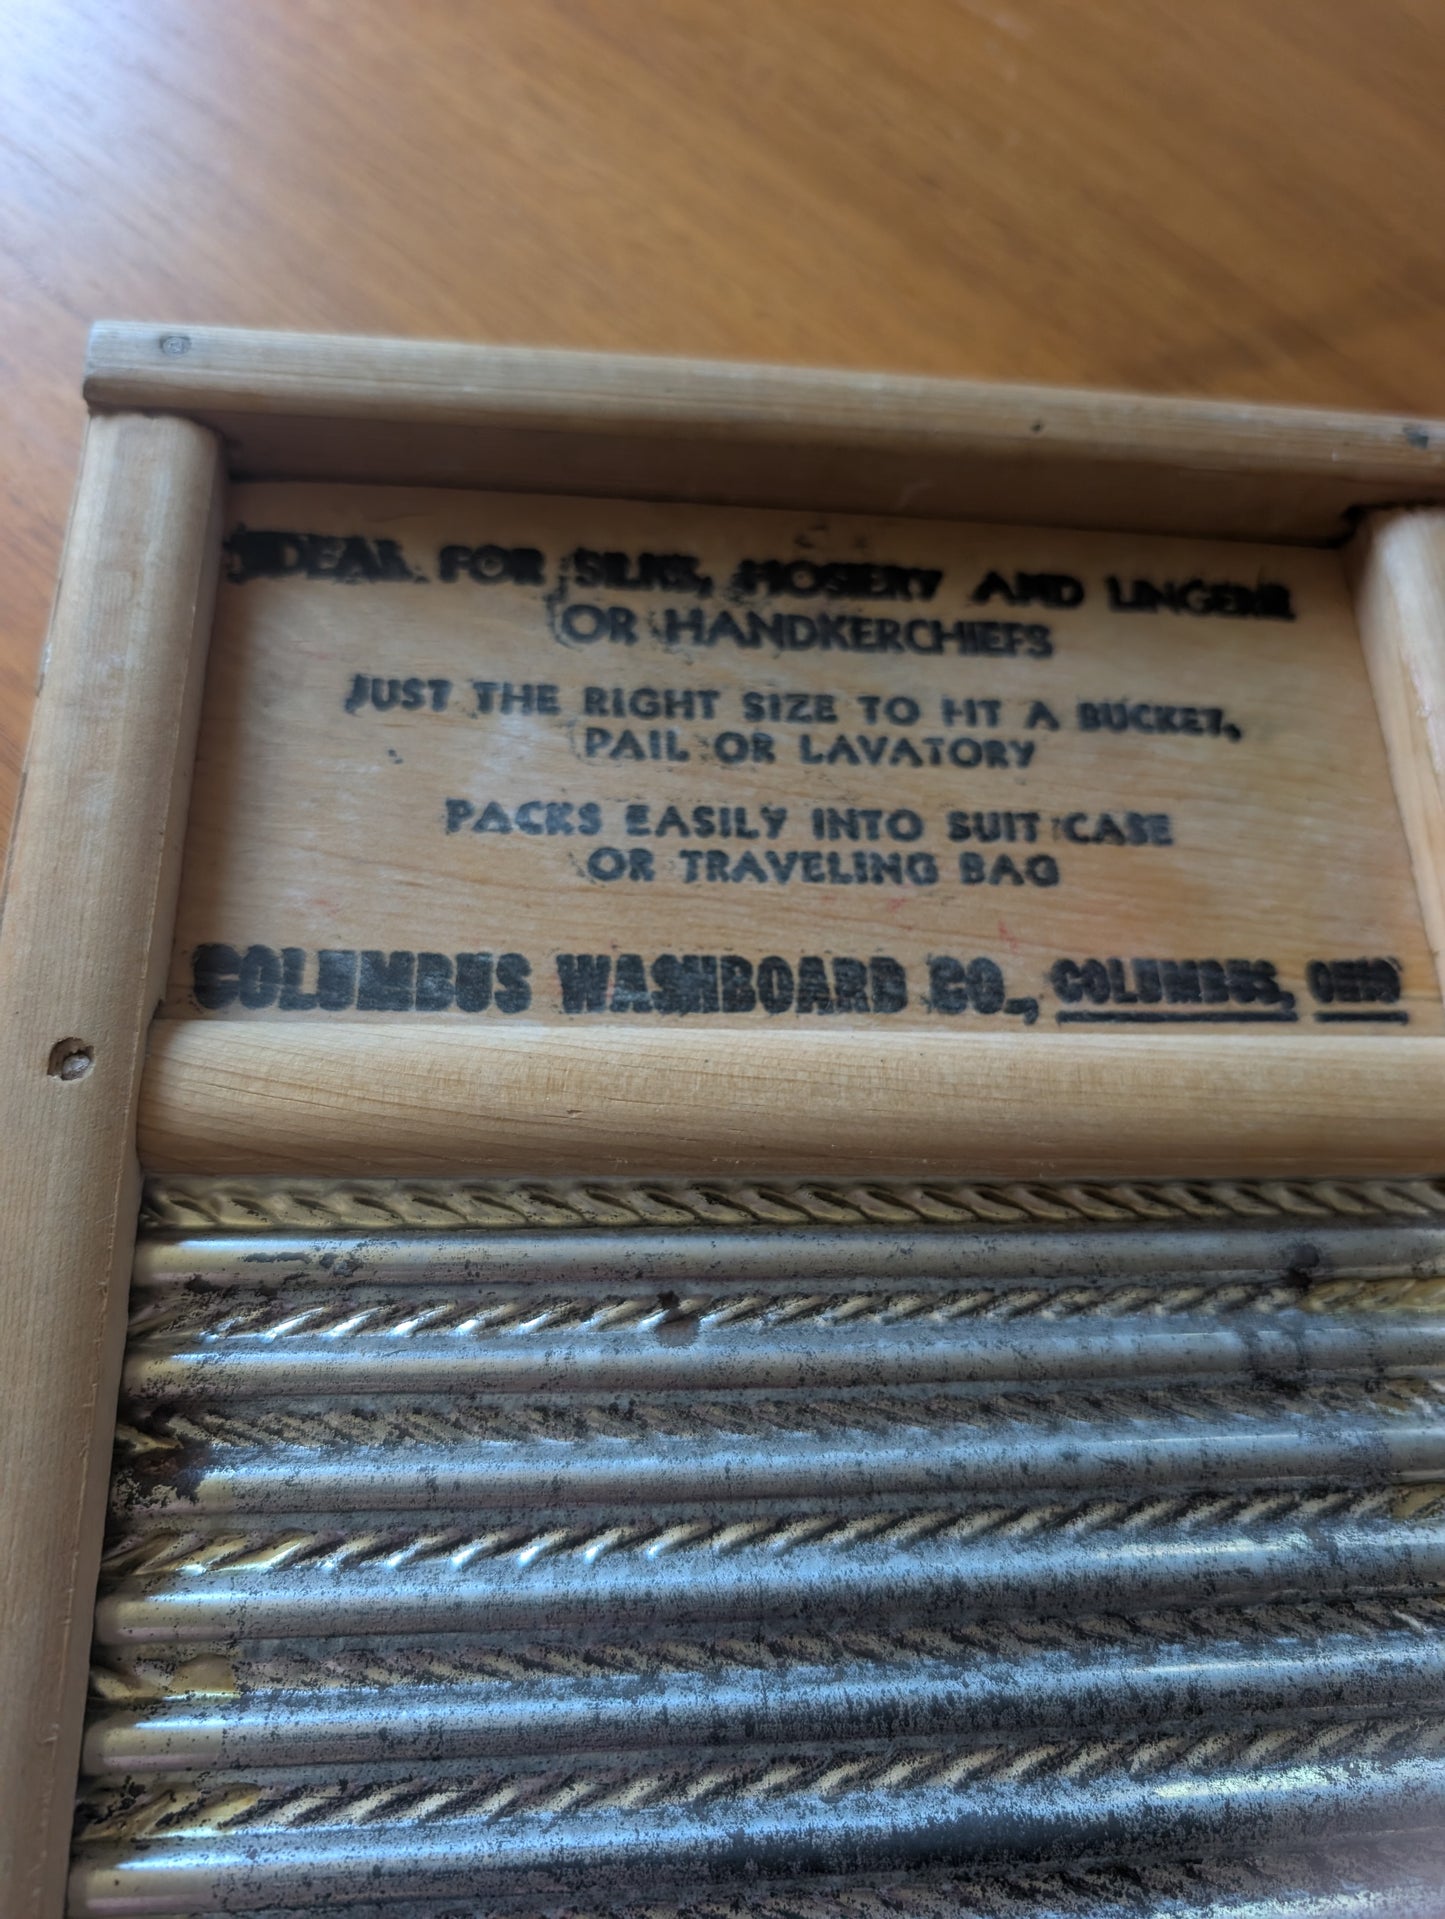 IDEAL FOR SILKS, HOSIERY AND LINGERIE
OR HANDKERCHIEFS
JUST THE RIGHT SIZE TO FIT A BUCKET,
PAIL OR LAVATORY
PACKS EASILY INTO SUIT CASE
OR TRAVELING BAG
COLUMBUS WASHBOARD CO., COLUMBUS, OHIO